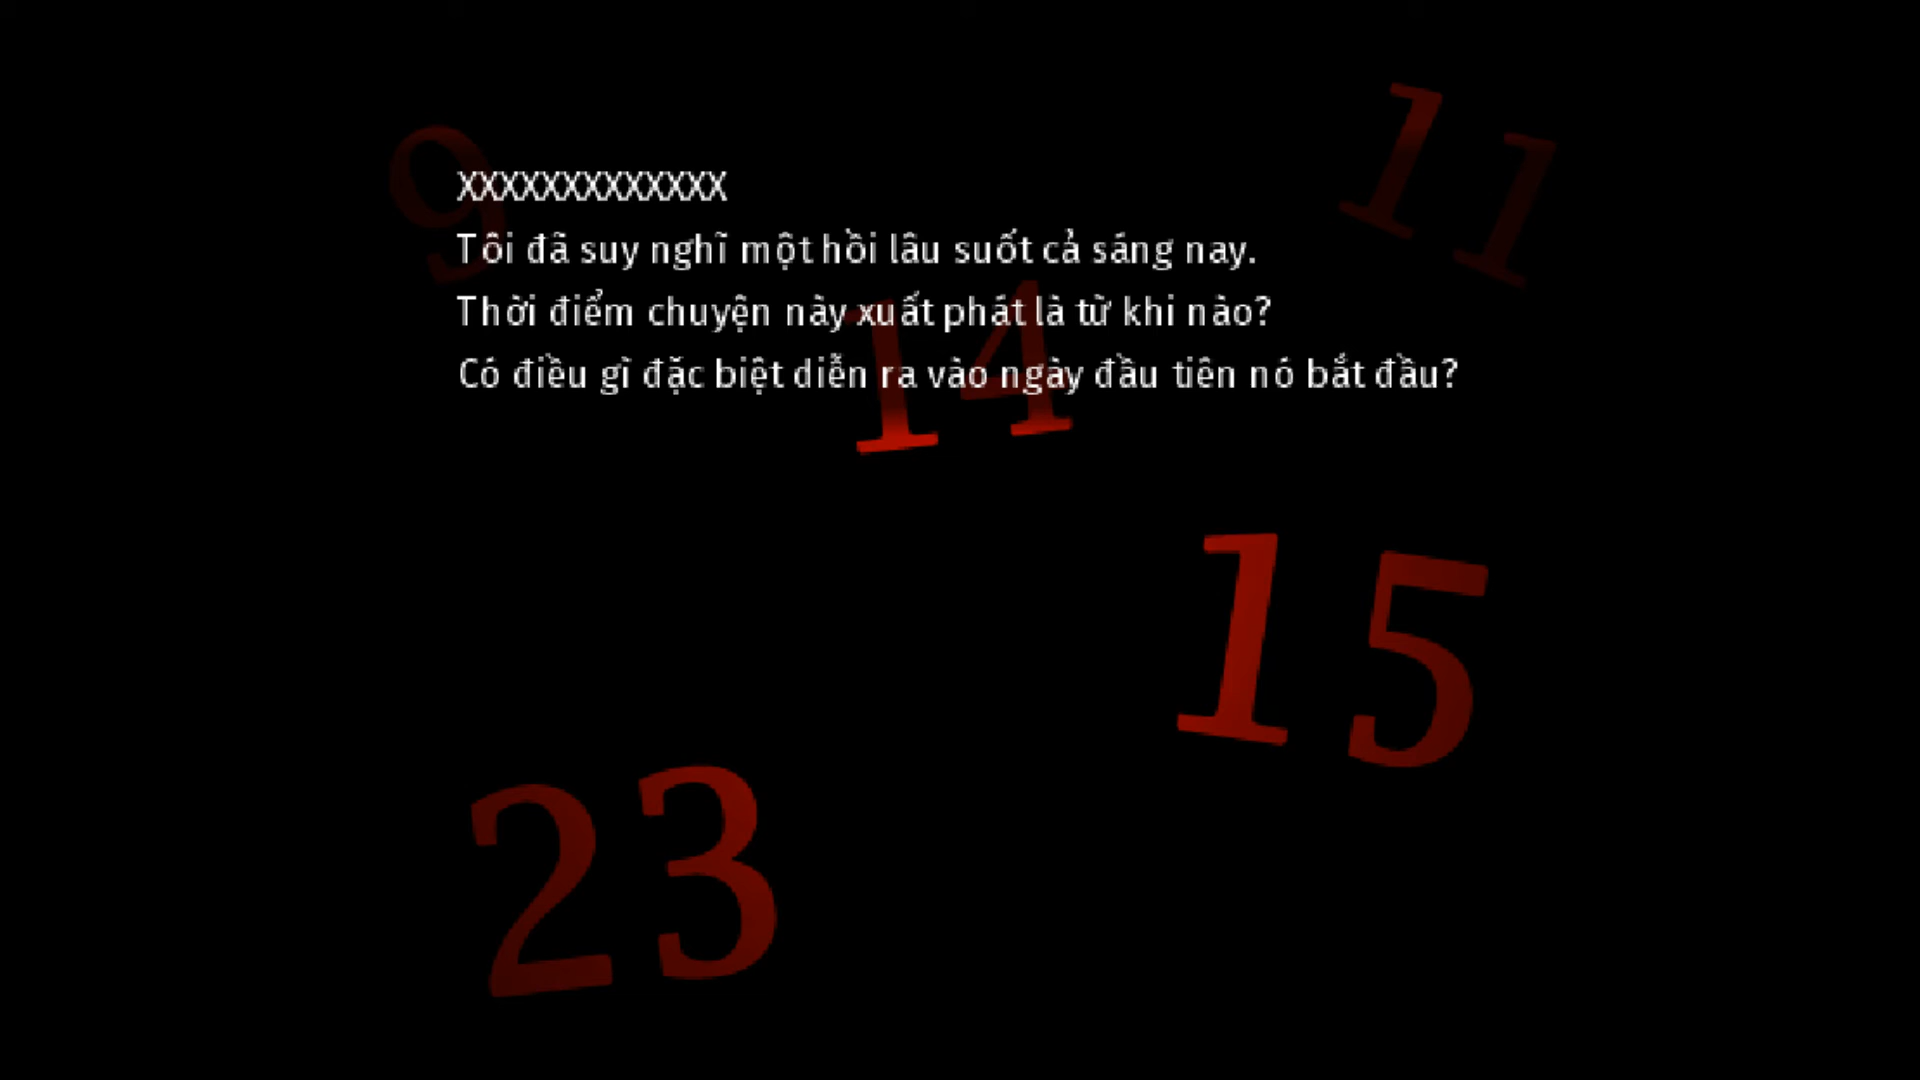 9
11
XXXXXXXXXXXXX
Tôi đã suy nghĩ một hồi lâu suốt cả sáng nay.
Thời điểm chuyện này xuất phát là từ khi nào?
Có điều gì đặc biệt diễn ra vào ngày đầu tiên nó bắt đầu?
14
15
23